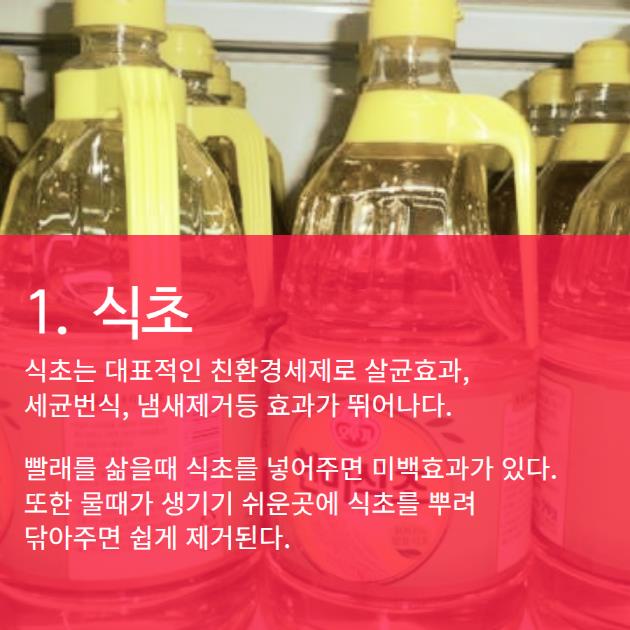 1. 식초
식초는 대표적인 친환경세제로 살균효과,
세균번식, 냄새제거등 효과가 뛰어나다.
빨래를 삶을때 식초를 넣어주면 미백효과가 있다.
또한 물때가 생기기 쉬운곳에 식초를 뿌려
닦아주면 쉽게 제거된다.